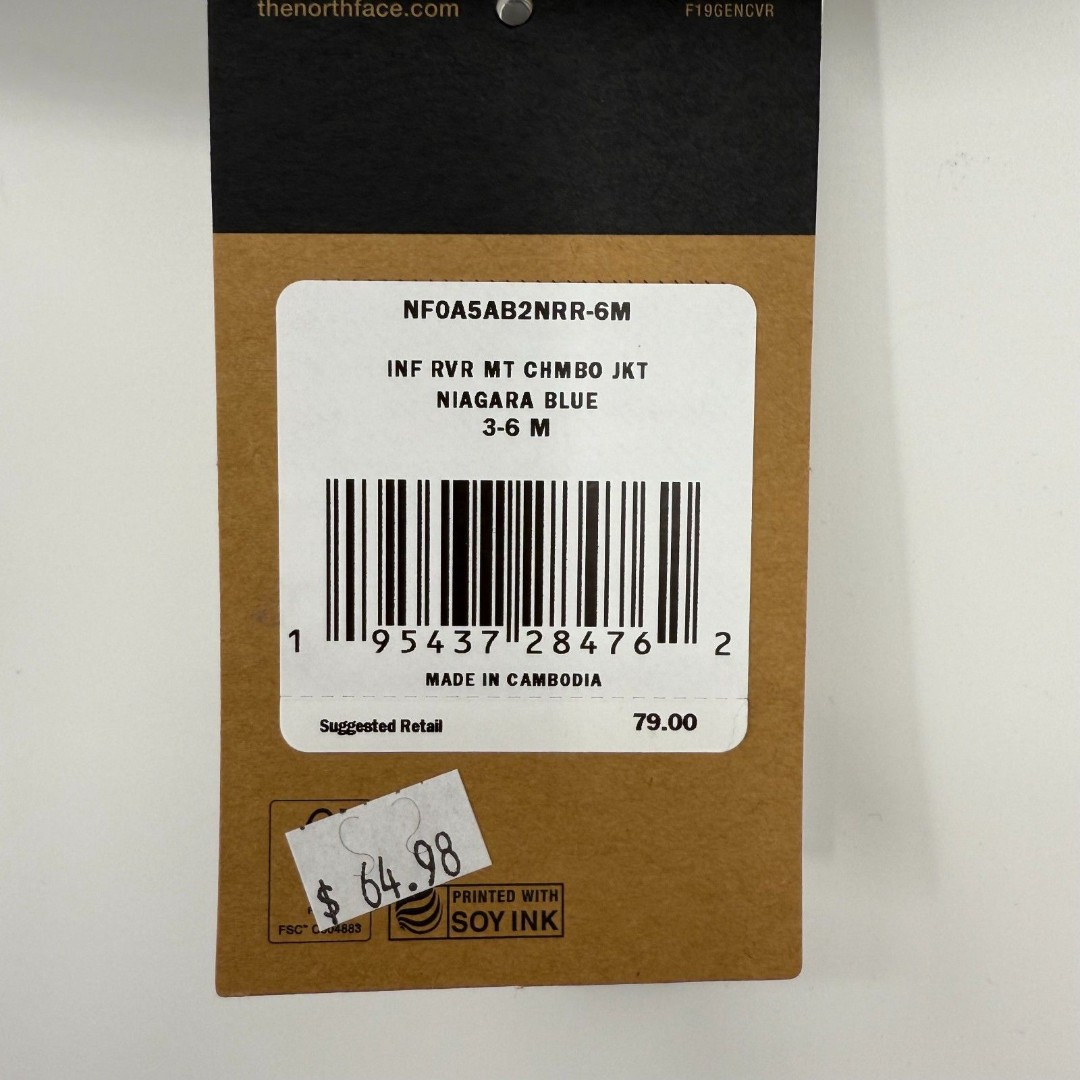 thenorthface.com
F19GENCVR
NF0A5AB2NRR-6M
INF RVR MT CHMBO JKT
NIAGARA BLUE
3-6 M
1 95437 28476 2
MADE IN CAMBODIA
Suggested Retail 79.00
$ 64.98
PRINTED WITH
SOY INK
FSC™